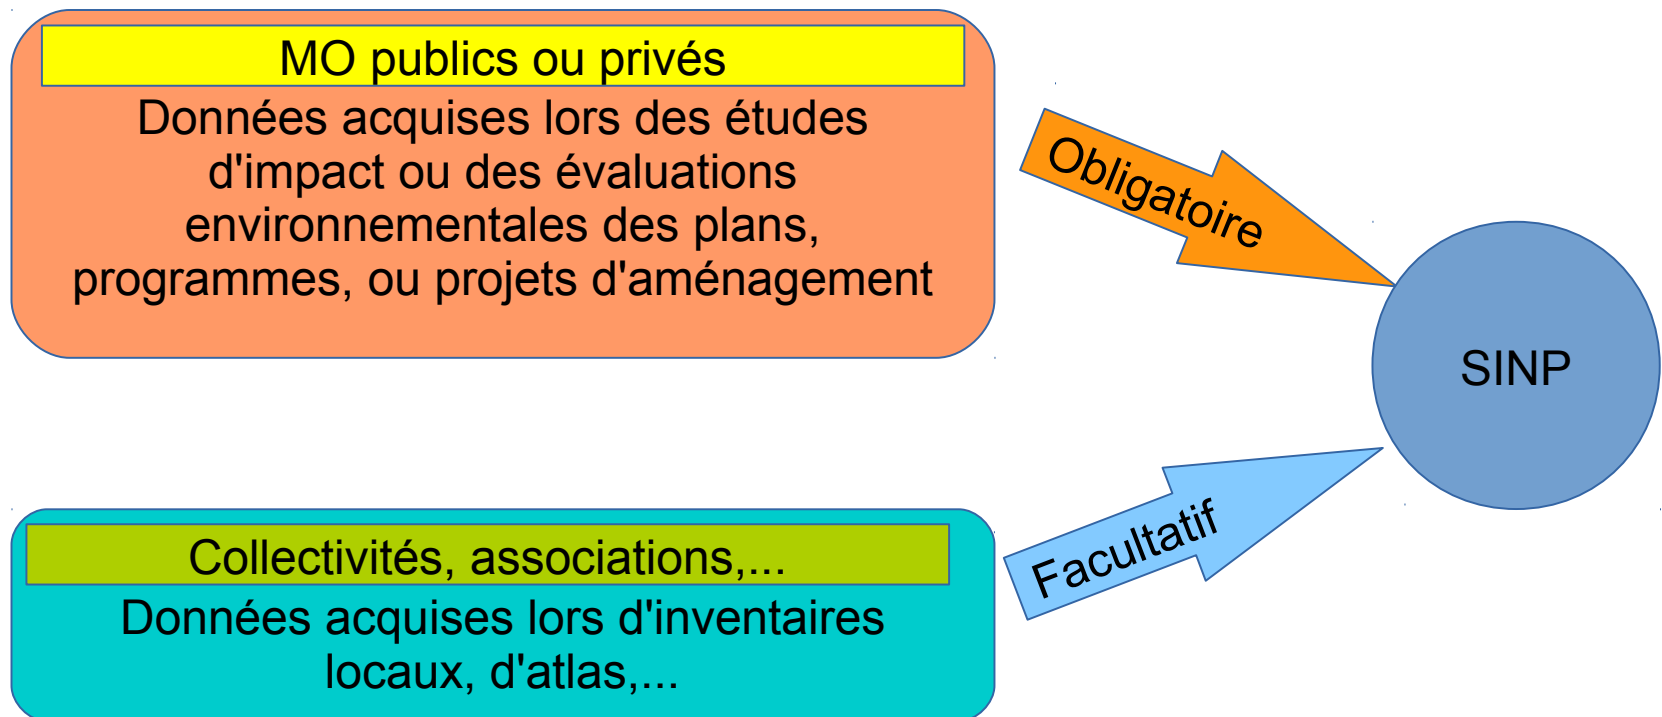 MO publics ou privés
Données acquises lors des études
d'impact ou des évaluations
environnementales des plans,
programmes, ou projets d'aménagement
Obligatoire
SINP
Collectivités, associations,...
Données acquises lors d'inventaires
locaux, d'atlas,...
Facultatif